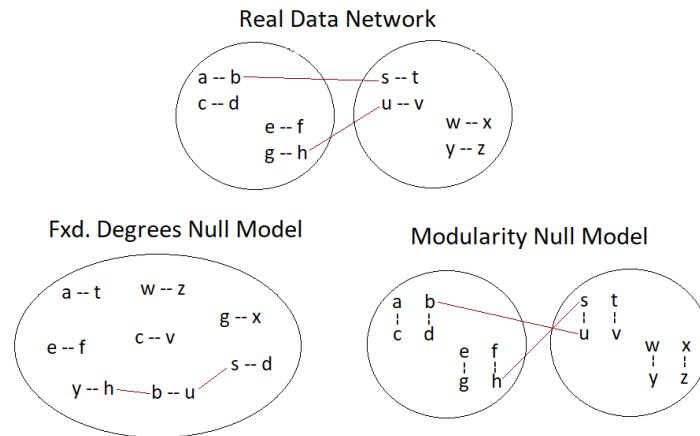 Real Data Network
a -- b
c -- d
e -- f
g -- h
s -- t
u -- v
w -- x
y -- z
Fxd. Degrees Null Model
a -- t
w -- z
g -- x
e -- f
c -- v
s -- d
y -- h
b -- u
Modularity Null Model
a b
c d
e f
g h
s t
u v
w x
y z